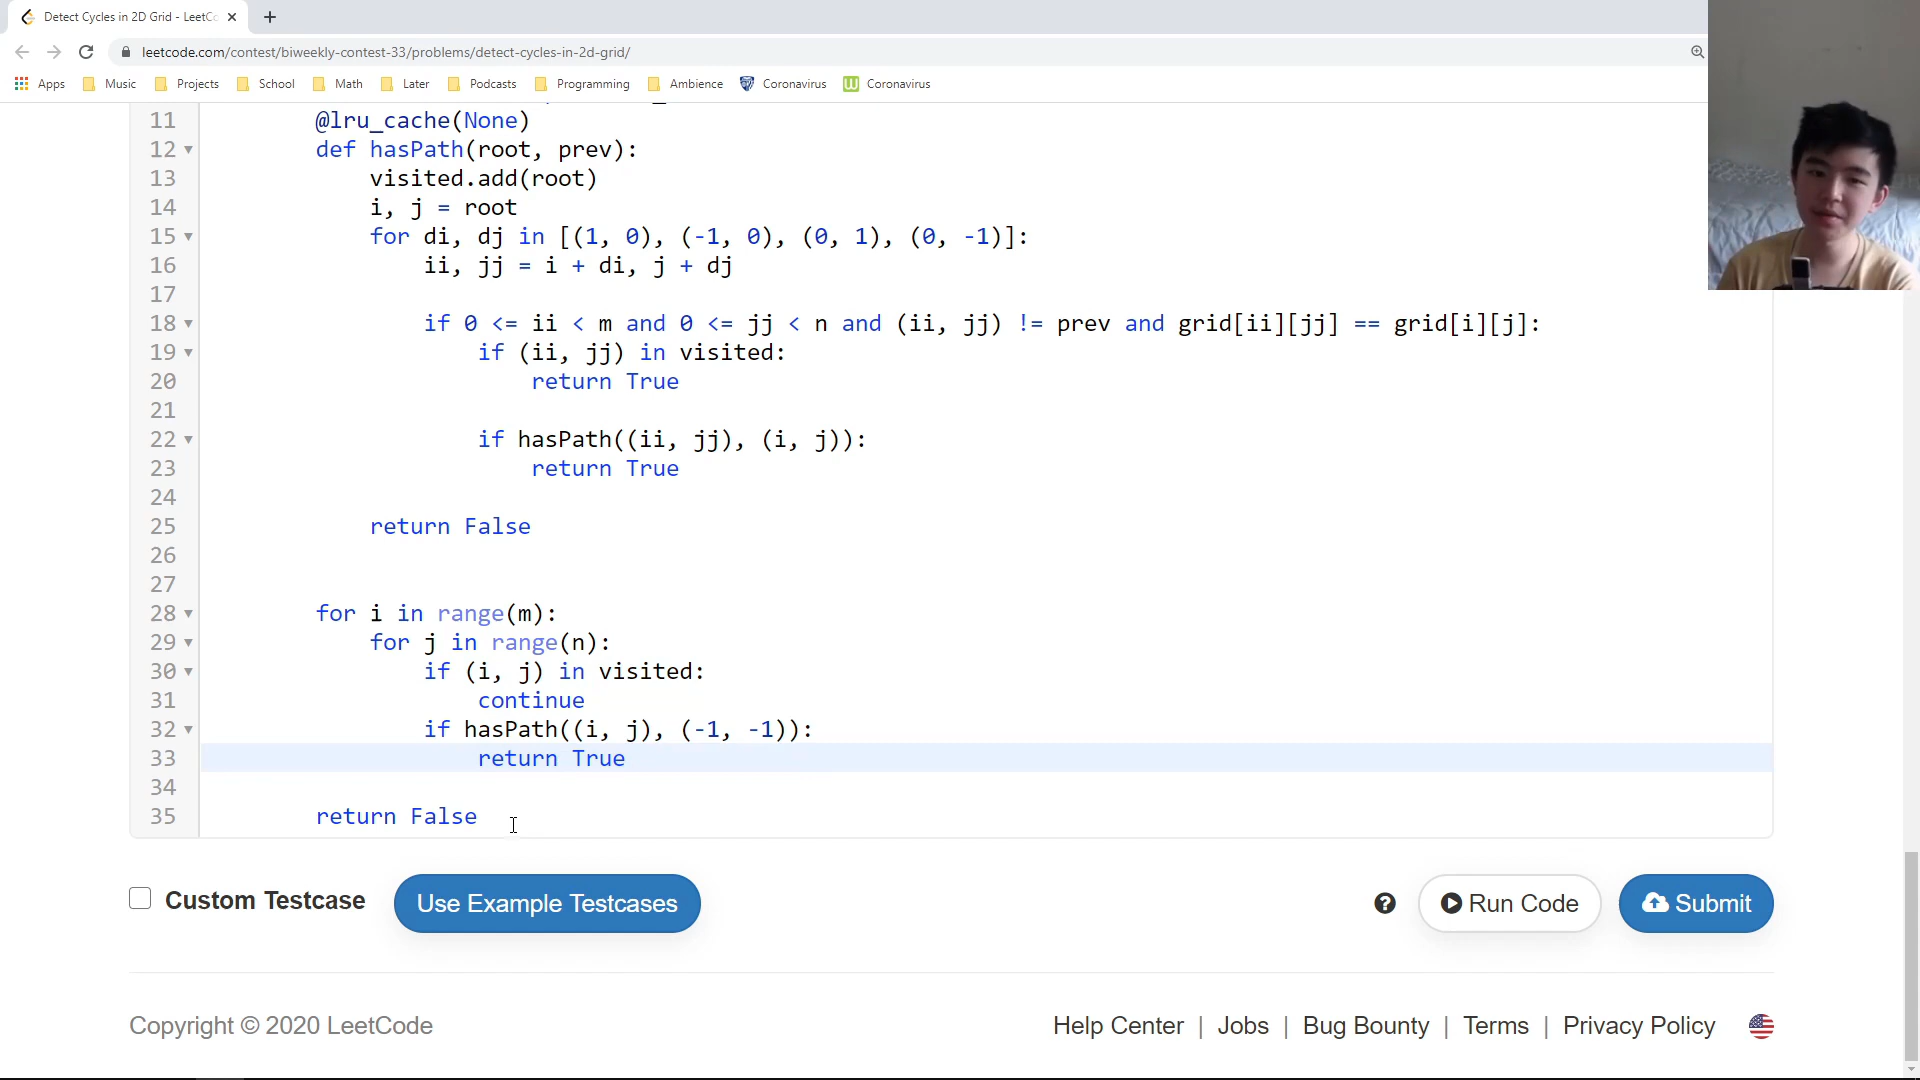 Detect Cycles in 2D Grid - LeetC
leetcode.com/contest/biweekly-contest-33/problems/detect-cycles-in-2d-grid/
Apps Music Projects School Math Later Podcasts Programming Ambience Coronavirus Coronavirus
11 @lru_cache(None)
12 def hasPath(root, prev):
13 visited.add(root)
14 i, j = root
15 for di, dj in [(1, 0), (-1, 0), (0, 1), (0, -1)]:
16 ii, jj = i + di, j + dj
17
18 if 0 <= ii < m and 0 <= jj < n and (ii, jj) != prev and grid[ii][jj] == grid[i][j]:
19 if (ii, jj) in visited:
20 return True
21
22 if hasPath((ii, jj), (i, j)):
23 return True
24
25 return False
26
27
28 for i in range(m):
29 for j in range(n):
30 if (i, j) in visited:
31 continue
32 if hasPath((i, j), (-1, -1)):
33 return True
34
35 return False
Custom Testcase Use Example Testcases ? Run Code Submit
Copyright © 2020 LeetCode Help Center | Jobs | Bug Bounty | Terms | Privacy Policy